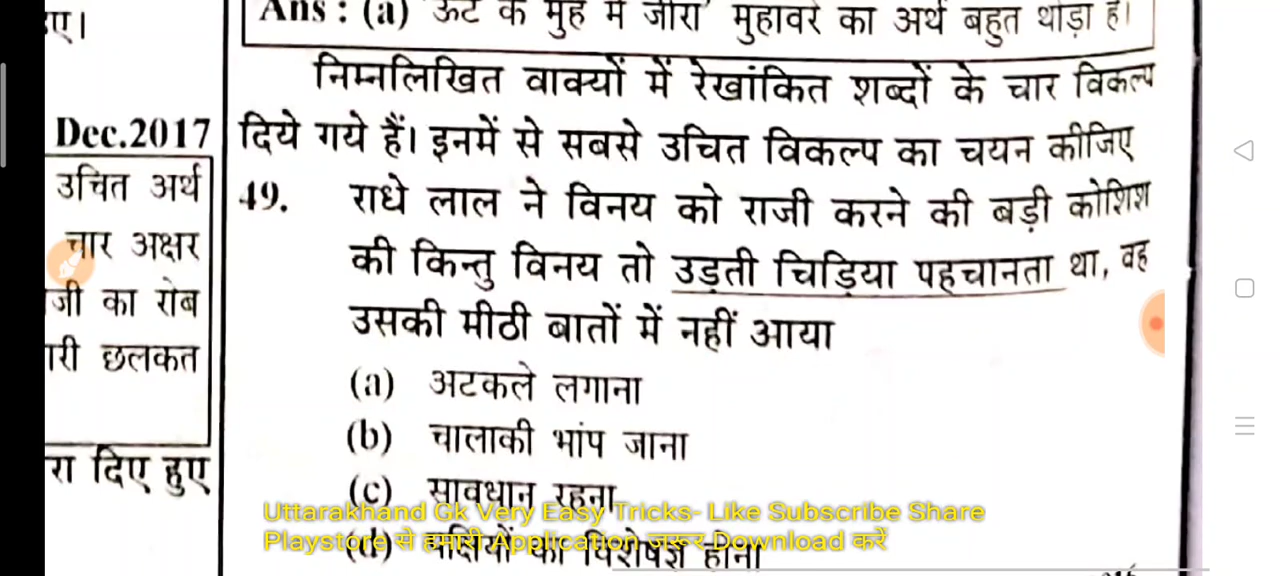 Ans : (a) 'ऊंट के मुंह में जीरा' मुहावरे का अर्थ बहुत थोड़ा है।
निम्नलिखित वाक्यों में रेखांकित शब्दों के चार विकल्प
Dec.2017
दिये गये हैं। इनमें से सबसे उचित विकल्प का चयन कीजिए
उचित अर्थ
49. राधे लाल ने विनय को राजी करने की बड़ी कोशिश
चार अक्षर
की किन्तु विनय तो उड़ती चिड़िया पहचानता था, वह
जी का रोब
उसकी मीठी बातों में नहीं आया
छलकत
(a) अटकले लगाना
(b) चालाकी भांप जाना
दिए हुए
(c) सावधान रहना
(d) पक्षियों का विशेषज्ञ होना
Uttarakhand Gk Very Easy Tricks- Like Subscribe Share
Playstore से हमारी Application जरूर Download करें